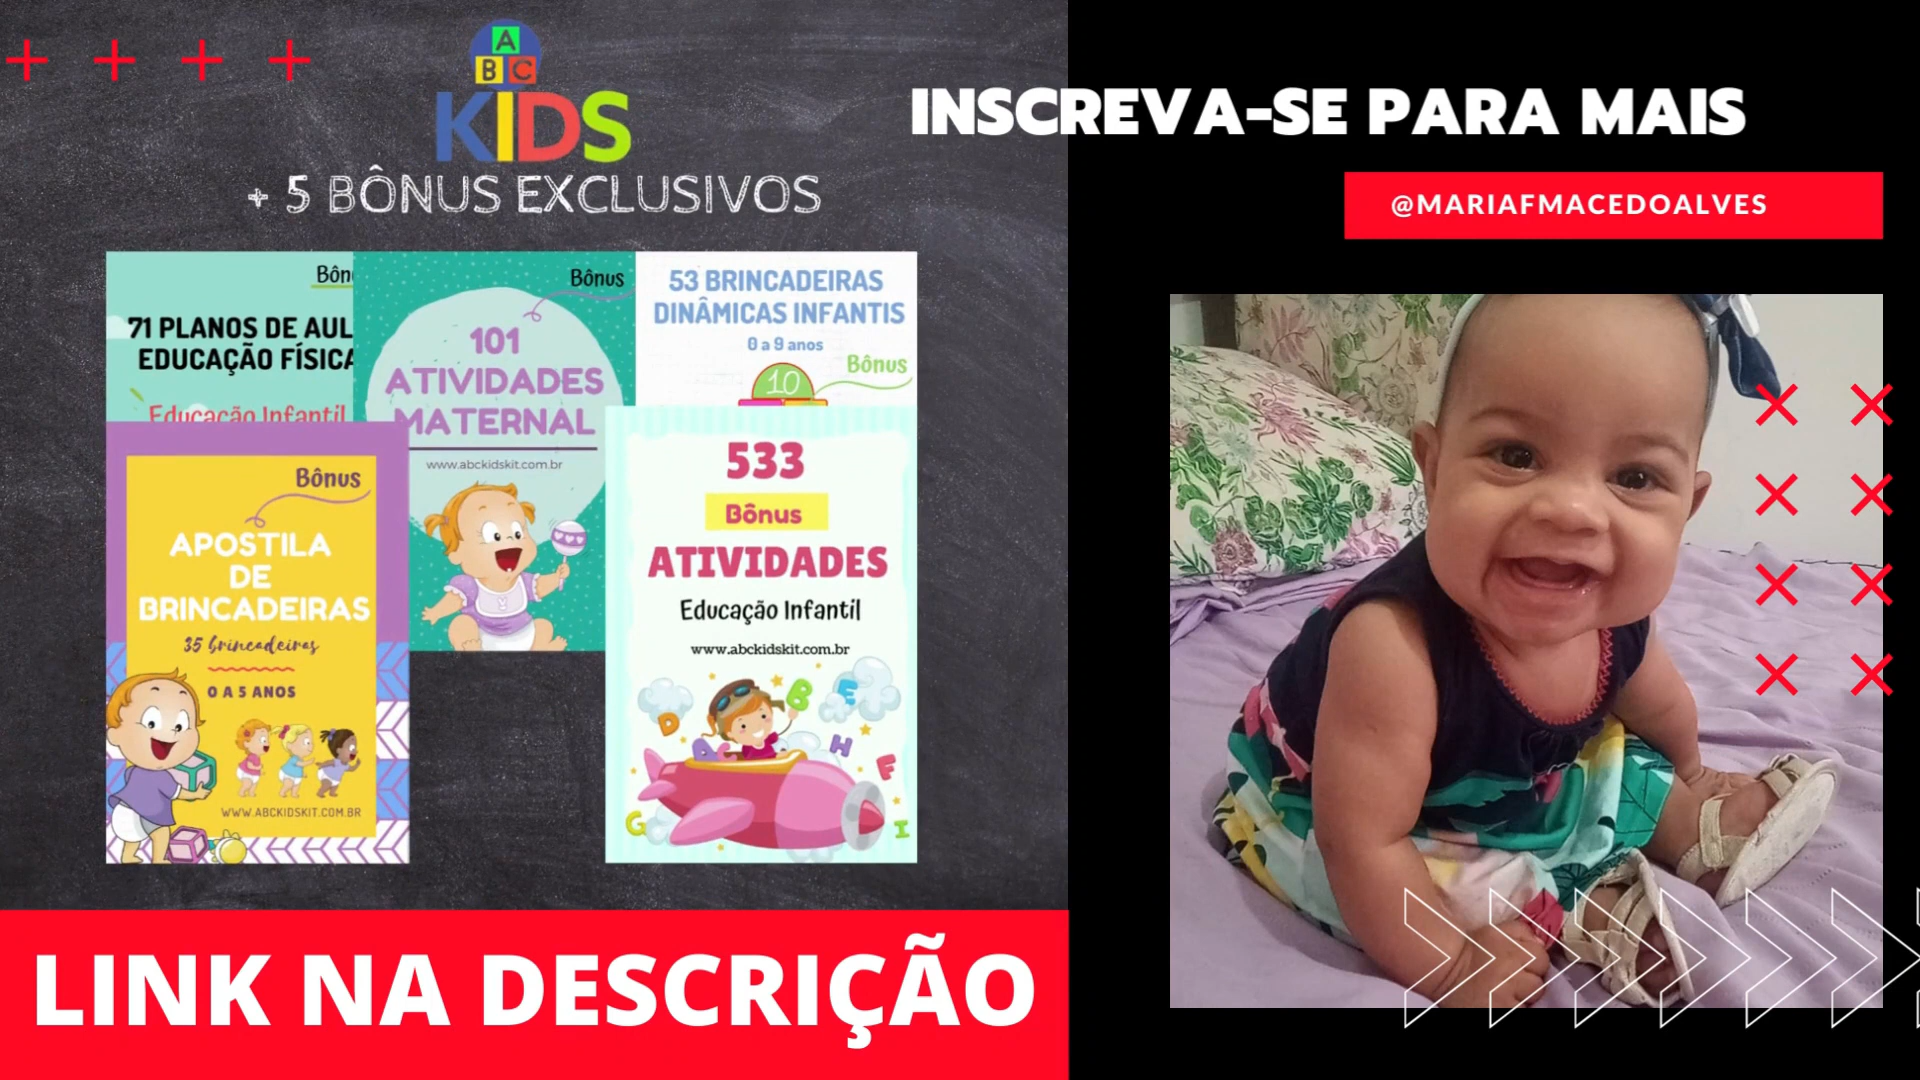 A
B C
KIDS
+ 5 BÔNUS EXCLUSIVOS
Bôn
71 PLANOS DE AUL
EDUCAÇÃO FÍSICA
Educação Infantil
Bônus
101
ATIVIDADES
MATERNAL
www.abckidskit.com.br
53 BRINCADEIRAS
DINÂMICAS INFANTIS
0 a 9 anos
Bônus
10
Bônus
APOSTILA
DE
BRINCADEIRAS
35 brincadeiras
0 A 5 ANOS
WWW.ABCKIDSKIT.COM.BR
533
Bônus
ATIVIDADES
Educação Infantil
www.abckidskit.com.br
B E
D A H
F
G I
LINK NA DESCRIÇÃO
INSCREVA-SE PARA MAIS
@MARIAFMACEDOALVES